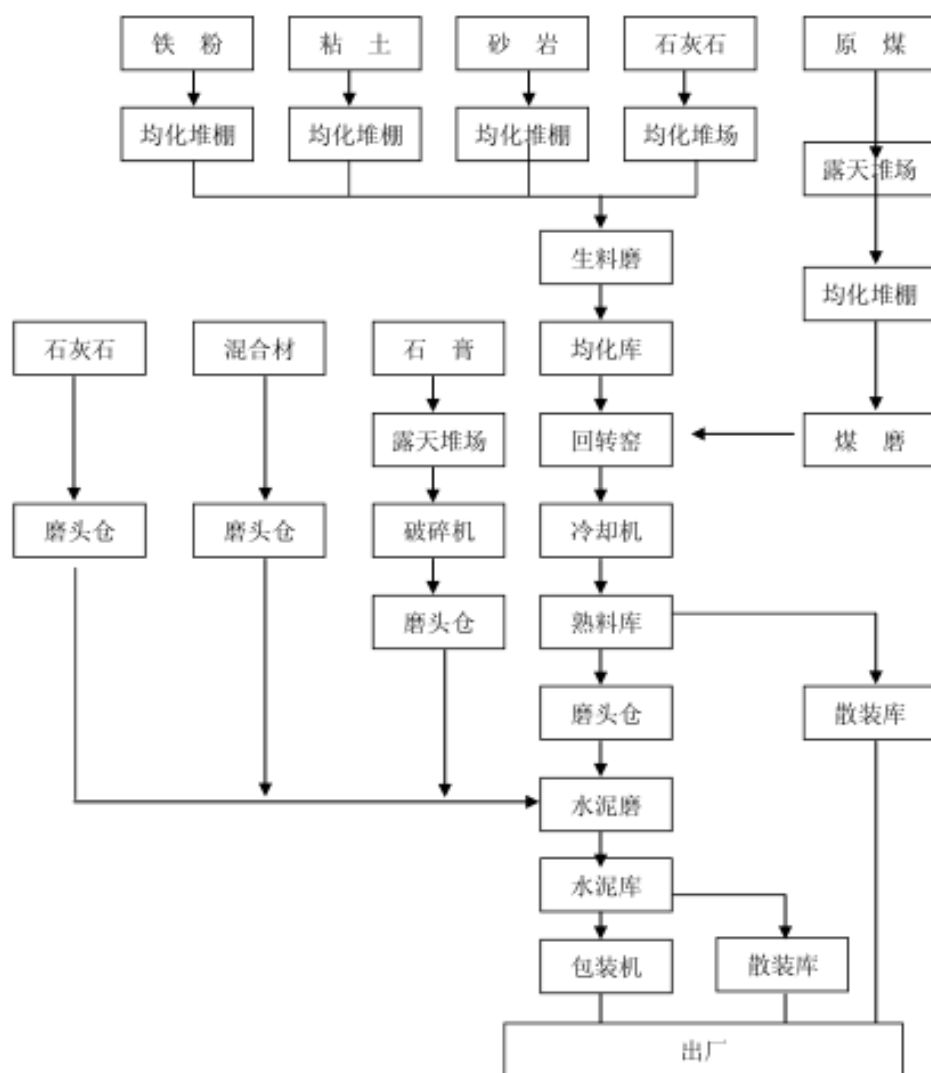 铁 粉
粘 土
砂 岩
石灰石
原 煤
均化堆棚
均化堆棚
均化堆棚
均化堆场
露天堆场
生料磨
均化堆棚
石灰石
混合材
石 膏
均化库
露天堆场
回转窑
煤 磨
磨头仓
磨头仓
破碎机
冷却机
磨头仓
熟料库
磨头仓
散装库
水泥磨
水泥库
包装机
散装库
出厂